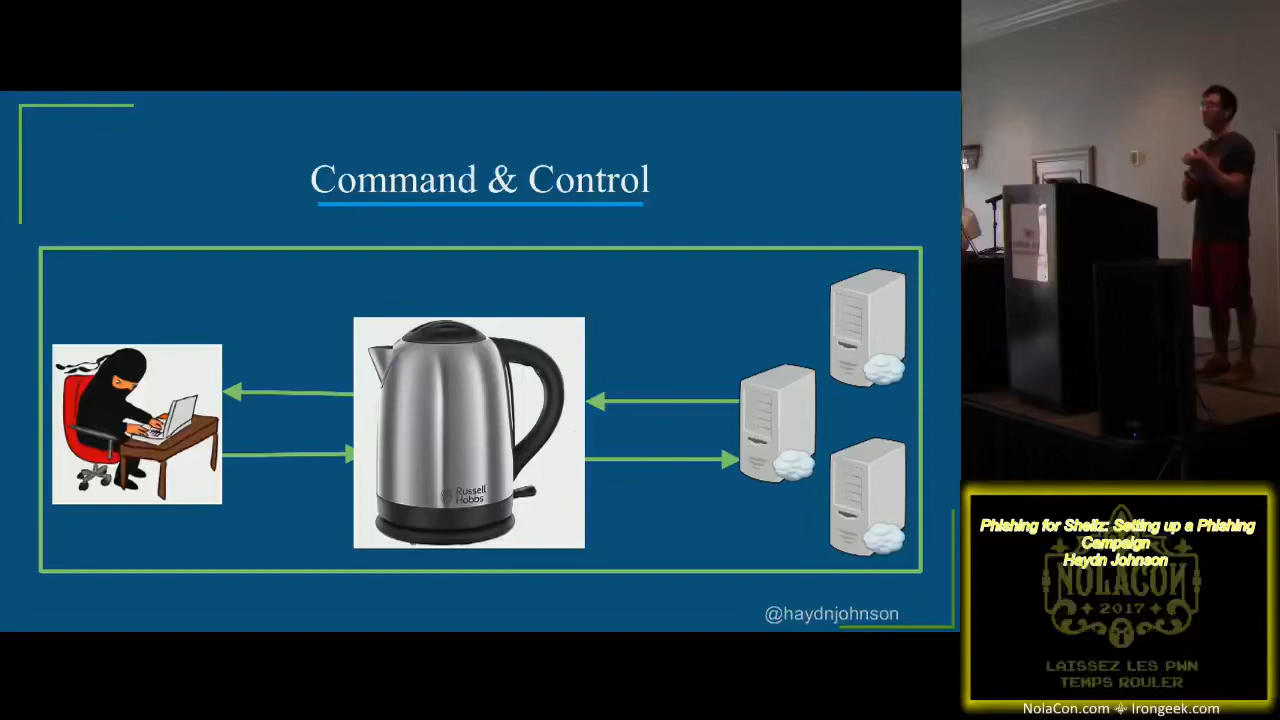 Command & Control
Russell
Hobbs
@haydnjohnson
Phishing for Shellz: Setting up a Phishing
Campaign
Haydn Johnson
NOLACON
2017
LAISSEZ LES PWN
TEMPS ROULER
NolaCon.com Irongeek.com